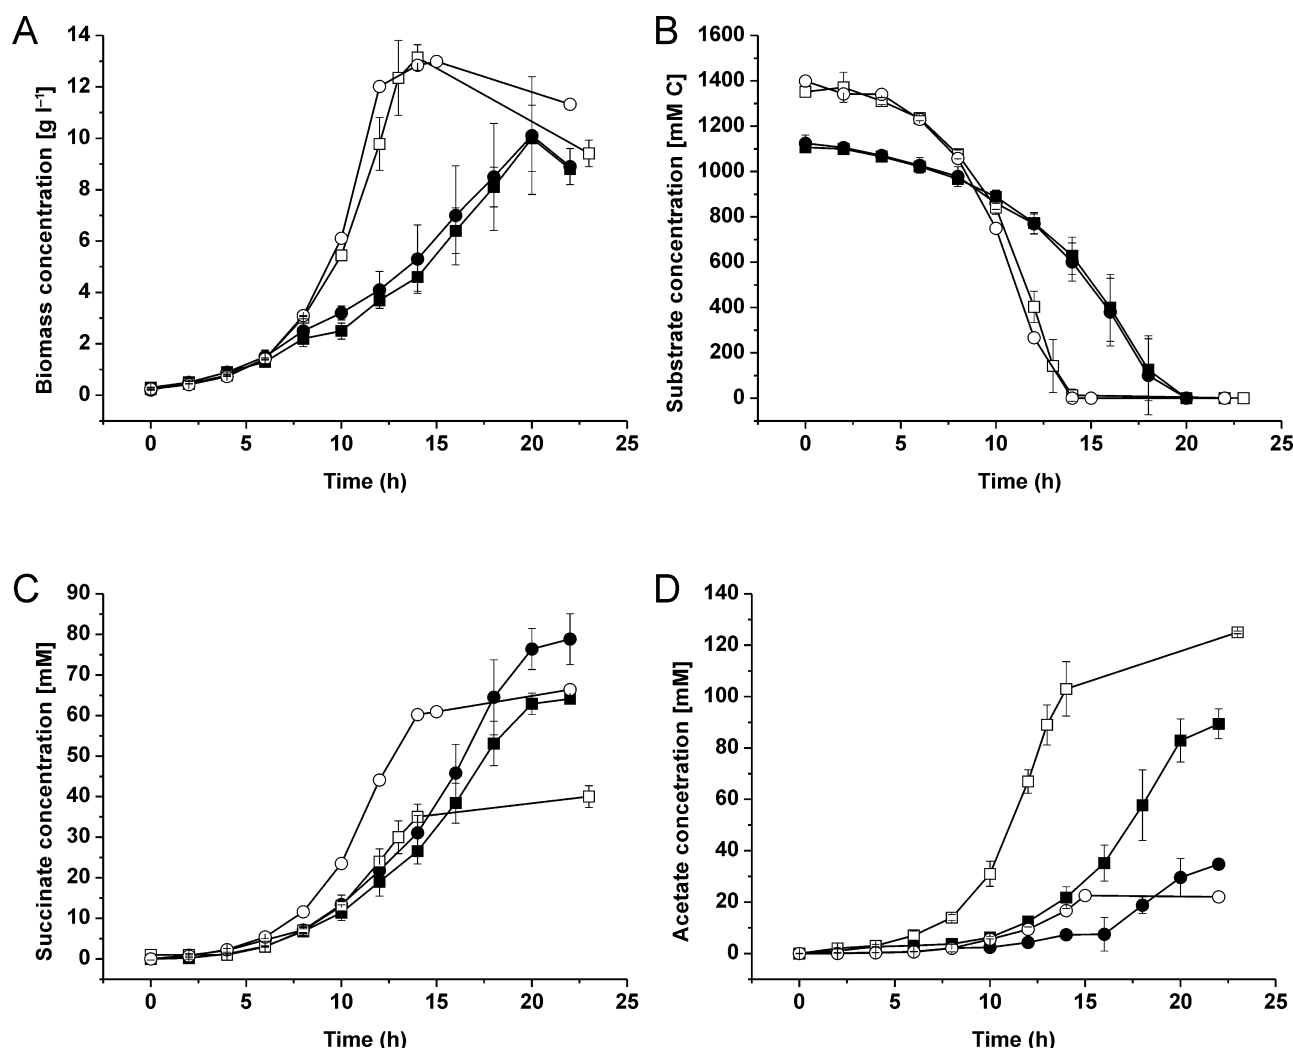 A
Biomass concentration [g l⁻¹]
14
12
10
8
6
4
2
0
0 5 10 15 20 25
Time (h)
B
Substrate concentration [mM C]
1600
1400
1200
1000
800
600
400
200
0
0 5 10 15 20 25
Time (h)
C
Succinate concentration [mM]
90
80
70
60
50
40
30
20
10
0
0 5 10 15 20 25
Time (h)
D
Acetate concetration [mM]
140
120
100
80
60
40
20
0
0 5 10 15 20 25
Time (h)